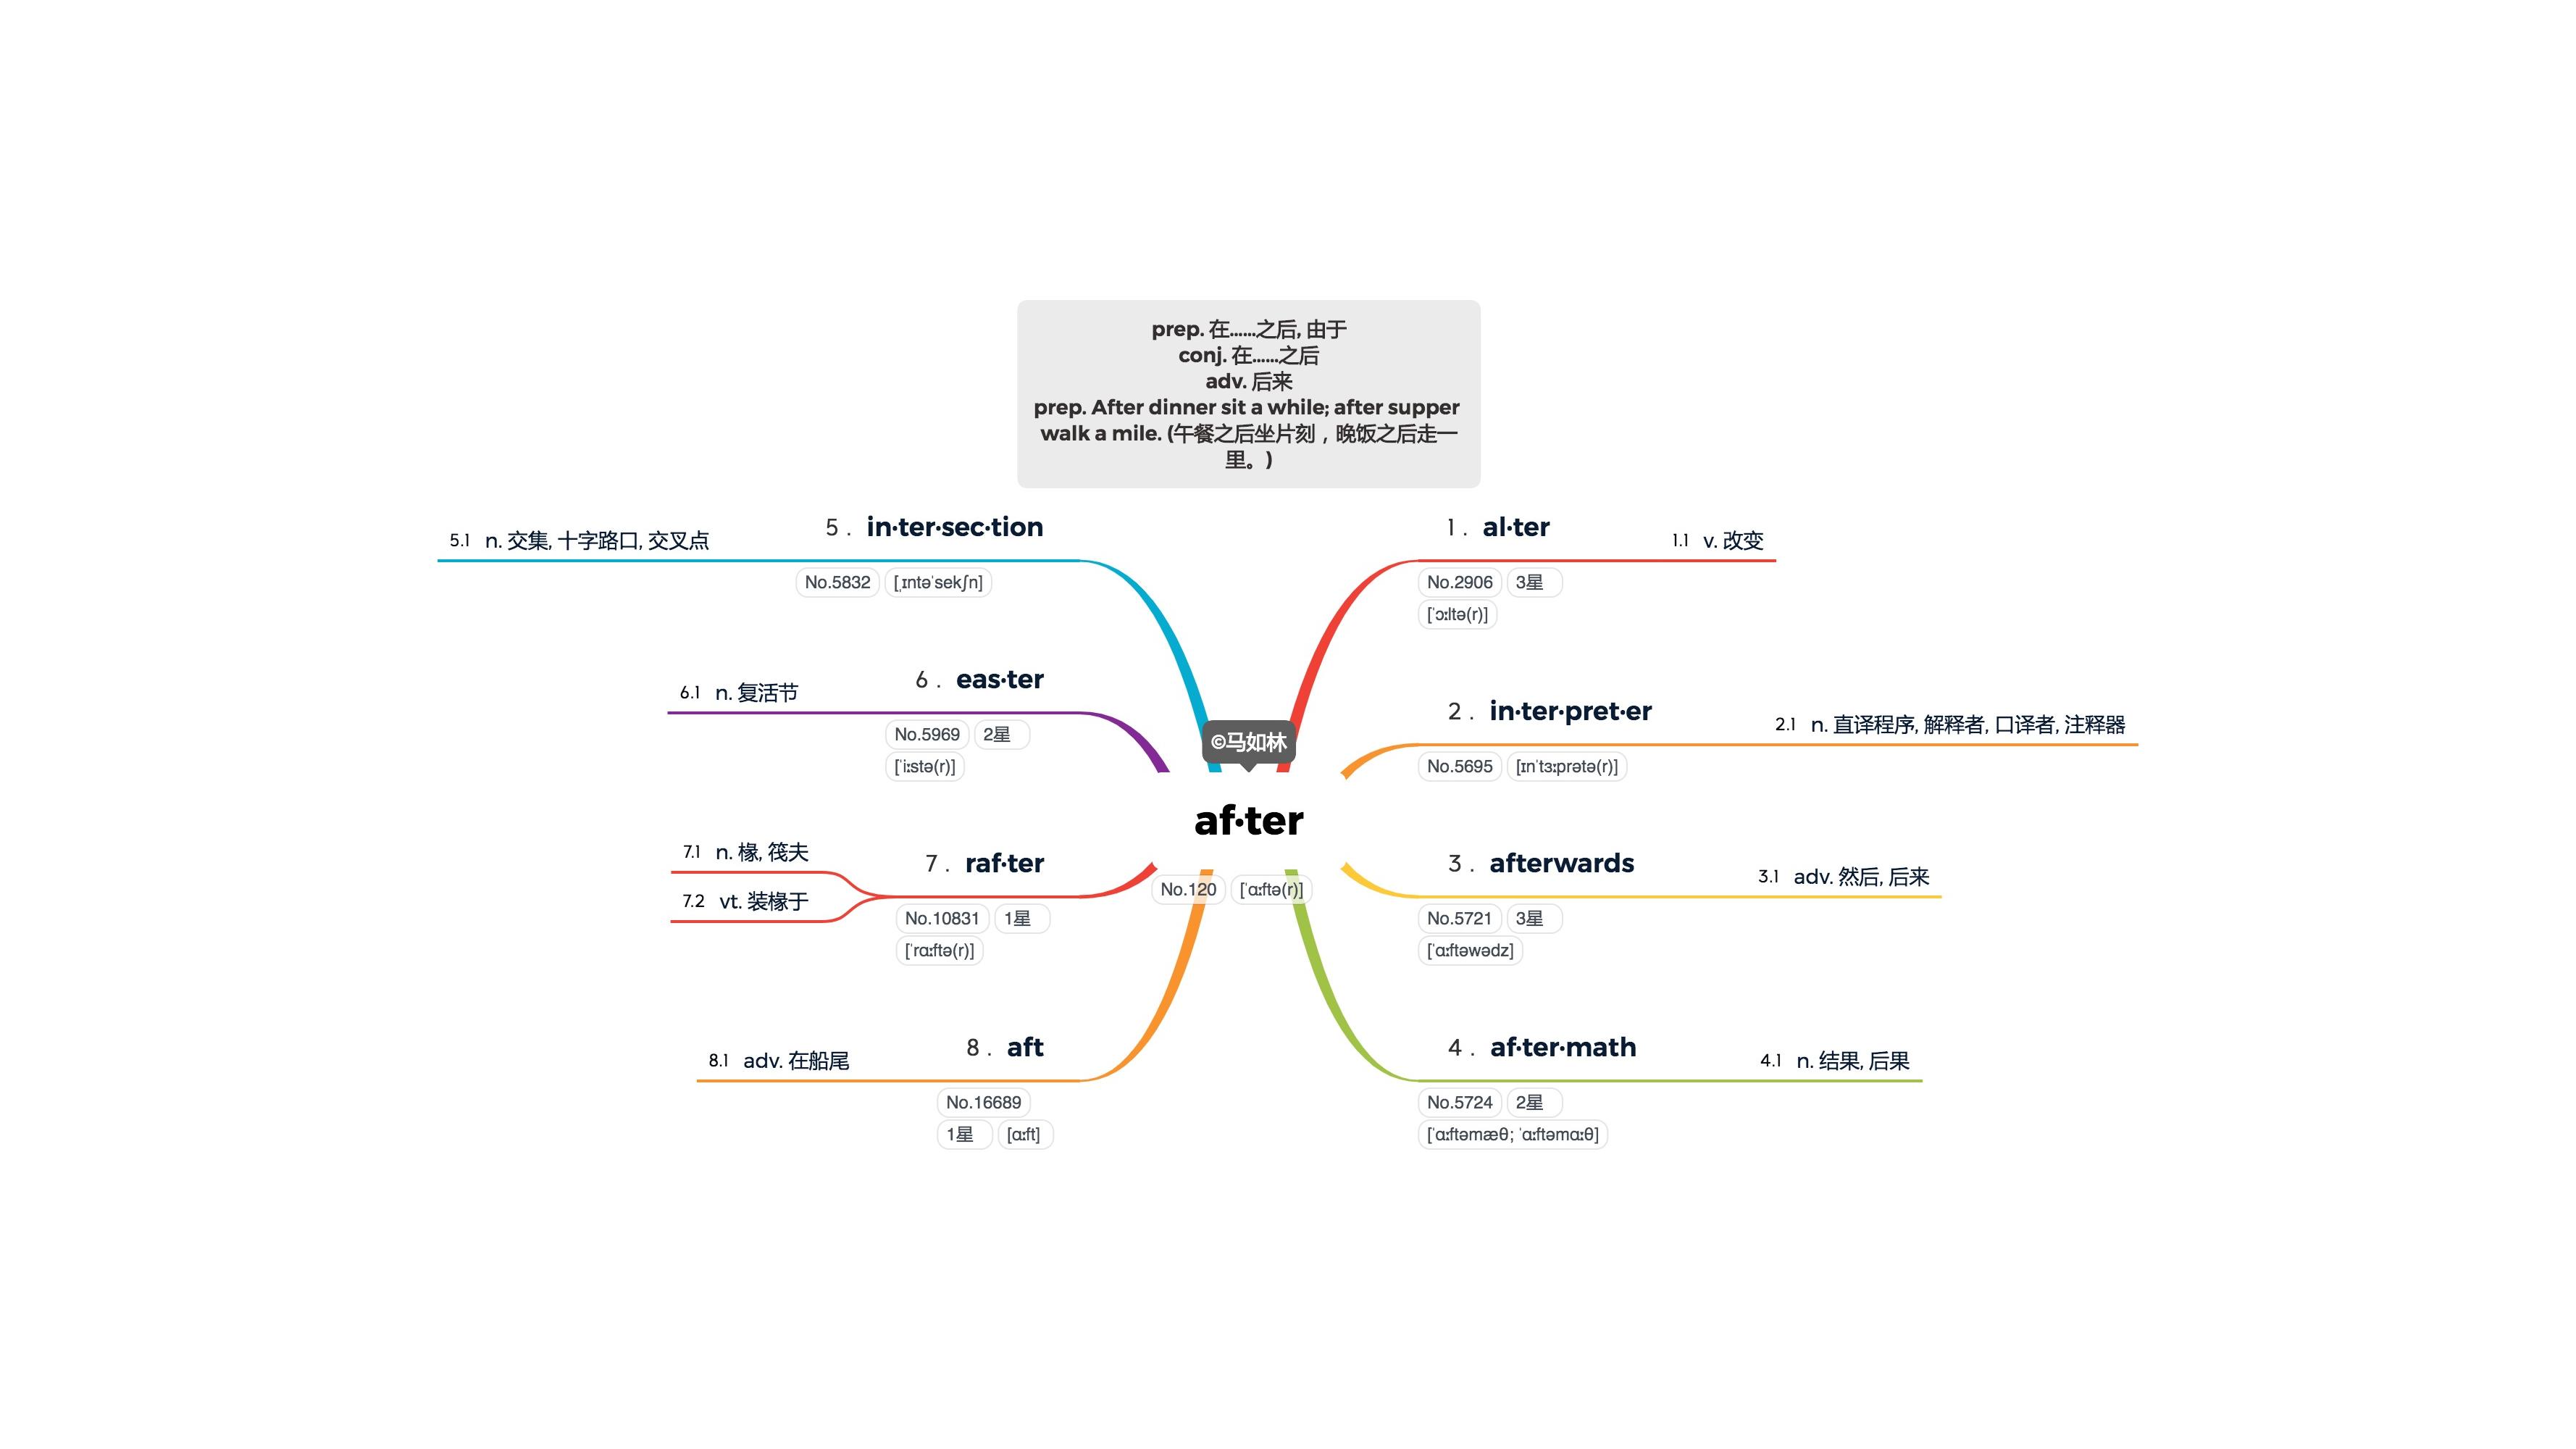 prep. 在......之后, 由于
conj. 在......之后
adv. 后来
prep. After dinner sit a while; after supper
walk a mile. (午餐之后坐片刻，晚饭之后走一
里。)
©马如林
af·ter
No.120 [ˈɑːftə(r)]
1 . al·ter
No.2906 3星
[ˈɔːltə(r)]
1.1 v. 改变
2 . in·ter·pret·er
No.5695 [ɪnˈtɜːprətə(r)]
2.1 n. 直译程序, 解释者, 口译者, 注释器
3 . afterwards
No.5721 3星
[ˈɑːftəwədz]
3.1 adv. 然后, 后来
4 . af·ter·math
No.5724 2星
[ˈɑːftəmæθ; ˈɑːftəmɑːθ]
4.1 n. 结果, 后果
5 . in·ter·sec·tion
No.5832 [ˌɪntəˈsekʃn]
5.1 n. 交集, 十字路口, 交叉点
6 . eas·ter
No.5969 2星
[ˈiːstə(r)]
6.1 n. 复活节
7 . raf·ter
No.10831 1星
[ˈrɑːftə(r)]
7.1 n. 椽, 筏夫
7.2 vt. 装椽于
8 . aft
No.16689
1星 [ɑːft]
8.1 adv. 在船尾